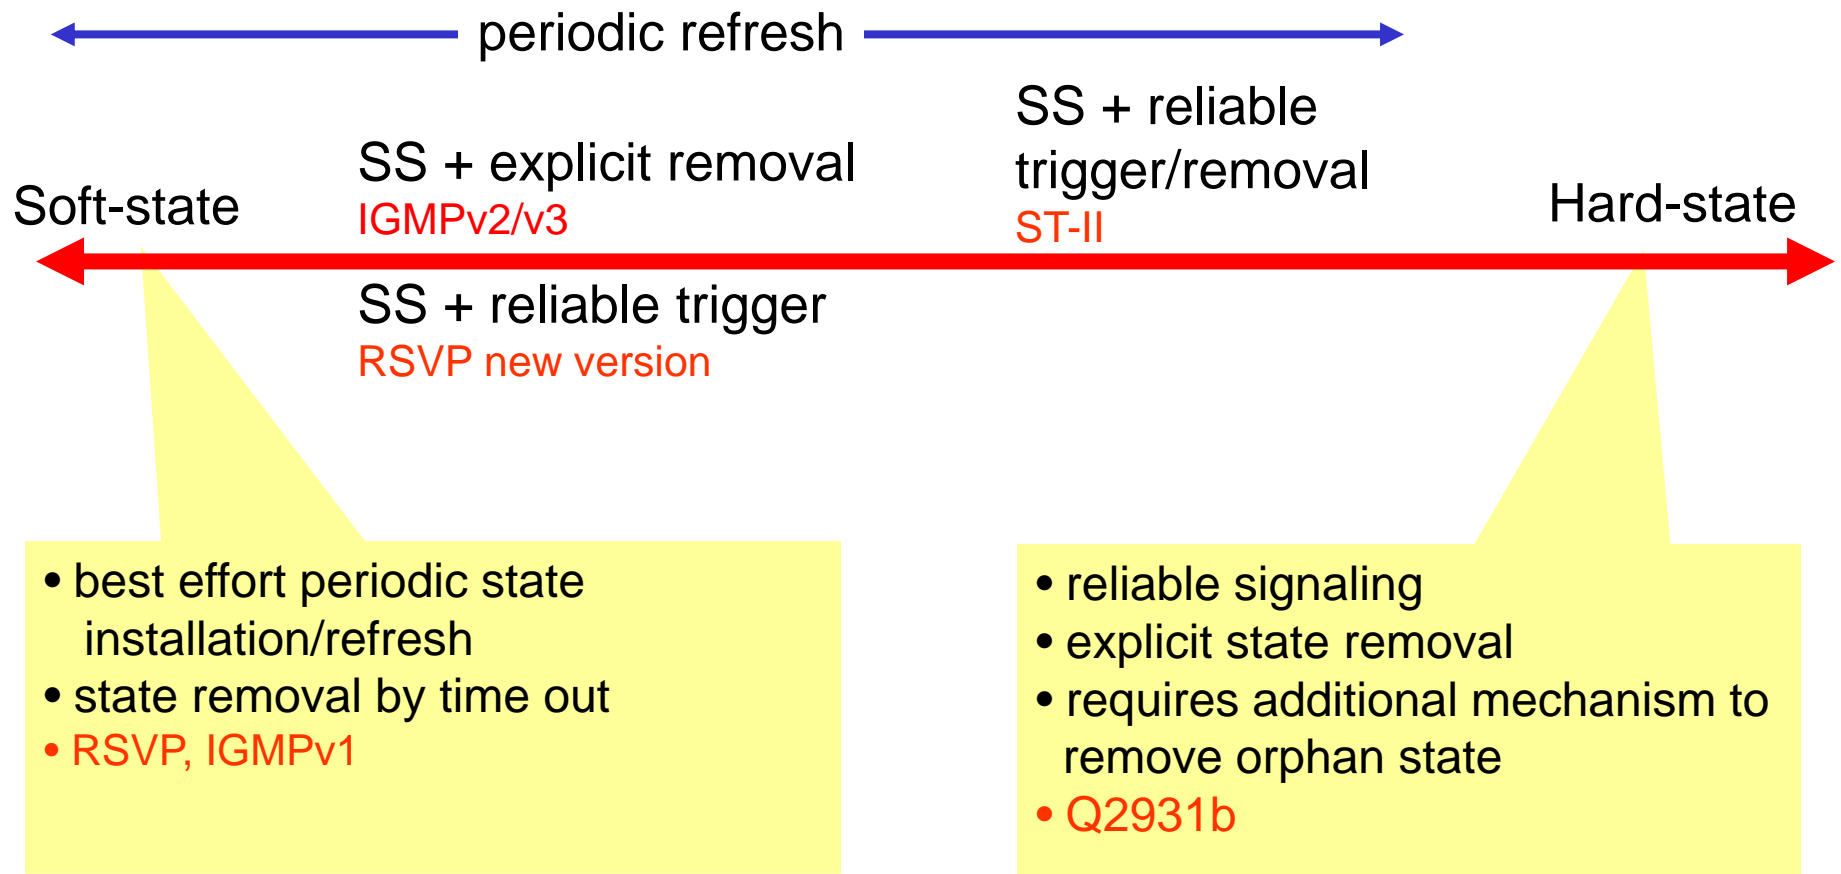 periodic refresh
SS + reliable
trigger/removal
ST-II
SS + explicit removal
IGMPv2/v3
Soft-state
Hard-state
SS + reliable trigger
RSVP new version
• best effort periodic state
installation/refresh
• state removal by time out
• RSVP, IGMPv1
• reliable signaling
• explicit state removal
• requires additional mechanism to
remove orphan state
• Q2931b